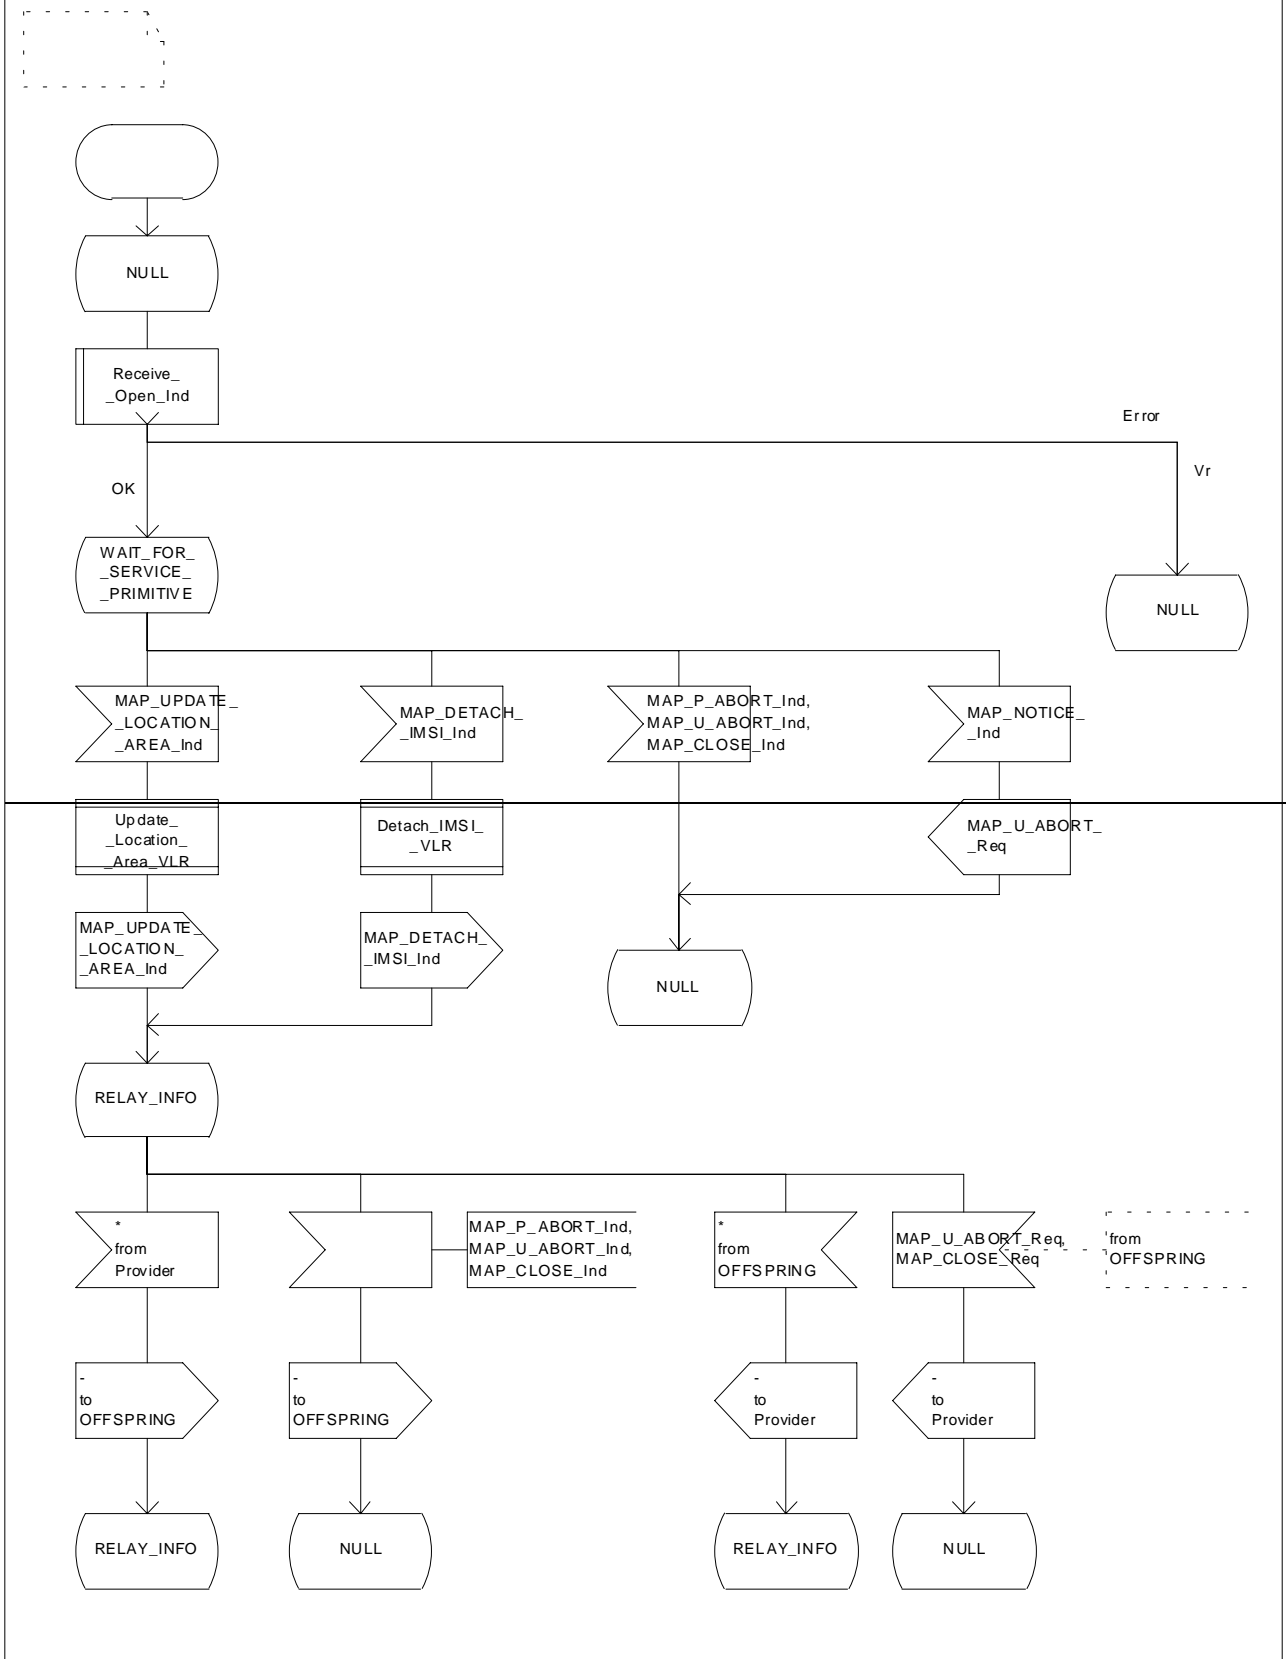 NULL
Receive_
_Open_Ind
Error
Vr
OK
WAIT_FOR_
_SERVICE_
_PRIMITIVE
NULL
MAP_UPDATE_
_LOCATION_
_AREA_Ind
MAP_DETACH_
_IMSI_Ind
MAP_P_ABORT_Ind,
MAP_U_ABORT_Ind,
MAP_CLOSE_Ind
MAP_NOTICE_
_Ind
Update_
_Location_
_Area_VLR
Detach_IMSI_
_VLR
MAP_U_ABORT_
_Req
MAP_UPDATE_
_LOCATION_
_AREA_Ind
MAP_DETACH_
_IMSI_Ind
NULL
RELAY_INFO
*
from
Provider
MAP_P_ABORT_Ind,
MAP_U_ABORT_Ind,
MAP_CLOSE_Ind
*
from
OFFSPRING
MAP_U_ABORT_Req,
MAP_CLOSE_Req
from
OFFSPRING
-
to
OFFSPRING
-
to
OFFSPRING
-
to
Provider
-
to
Provider
RELAY_INFO
NULL
RELAY_INFO
NULL